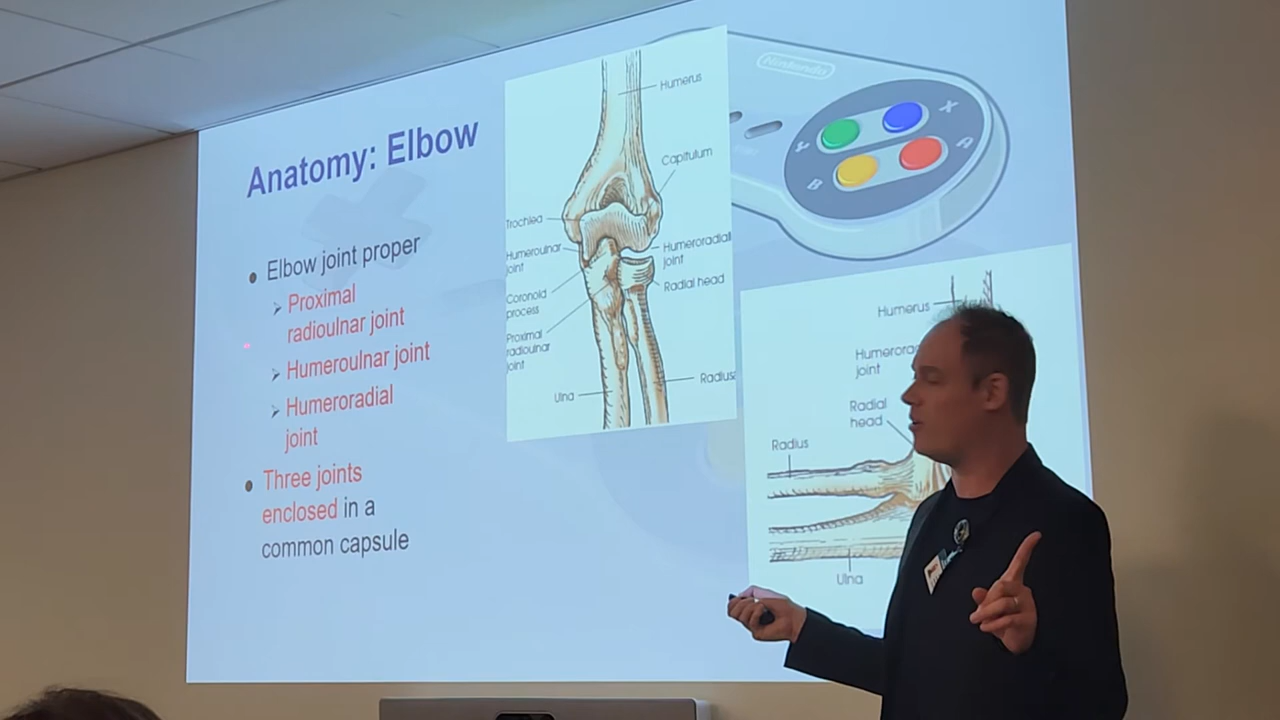 Anatomy: Elbow
Elbow joint proper
Proximal
radioulnar joint
Humeroulnar joint
Humeroradial
joint
Three joints
enclosed in a
common capsule
Humerus
Capitulum
Trochlea
Humeroulnar
joint
Humeroradial
joint
Coronoid
process
Radial head
Proximal
radioulnar
joint
Radius
Ulna
Nintendo
X
Y
A
B
Humerus
joint
Radial
head
Radius
Ulna